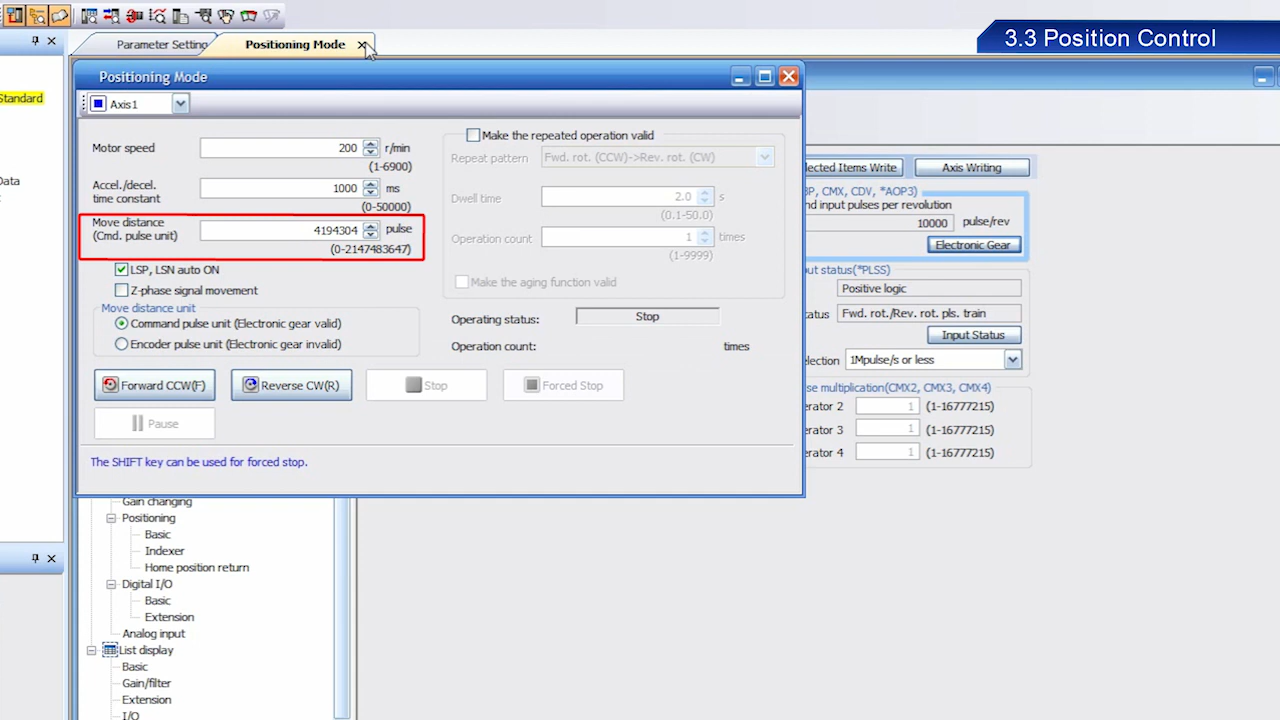 3.3 Position Control
Parameter Setting
Positioning Mode
Positioning Mode
Standard
Axis1
Motor speed
200
r/min
(1-6900)
Accel./decel.
time constant
1000
ms
(0-50000)
Move distance
(Cmd. pulse unit)
4194304
pulse
(0-2147483647)
LSP, LSN auto ON
Z-phase signal movement
Move distance unit
Command pulse unit (Electronic gear valid)
Encoder pulse unit (Electronic gear invalid)
Make the repeated operation valid
Repeat pattern
Fwd. rot. (CCW)->Rev. rot. (CW)
Dwell time
2.0
s
(0.1-50.0)
Operation count
1
times
(1-9999)
Make the aging function valid
Operating status:
Stop
Operation count:
times
Forward CCW(F)
Reverse CW(R)
Stop
Forced Stop
Pause
The SHIFT key can be used for forced stop.
Data
lected Items Write
Axis Writing
P, CMX, CDV, *AOP3)
nd input pulses per revolution
10000
pulse/rev
Electronic Gear
ut status(*PLSS)
Positive logic
atus
Fwd. rot./Rev. rot. pls. train
Input Status
lection
1Mpulse/s or less
se multiplication(CMX2, CMX3, CMX4)
erator 2
1
(1-16777215)
erator 3
1
(1-16777215)
erator 4
1
(1-16777215)
Gain changing
Positioning
Basic
Indexer
Home position return
Digital I/O
Basic
Extension
Analog input
List display
Basic
Gain/filter
Extension
I/O